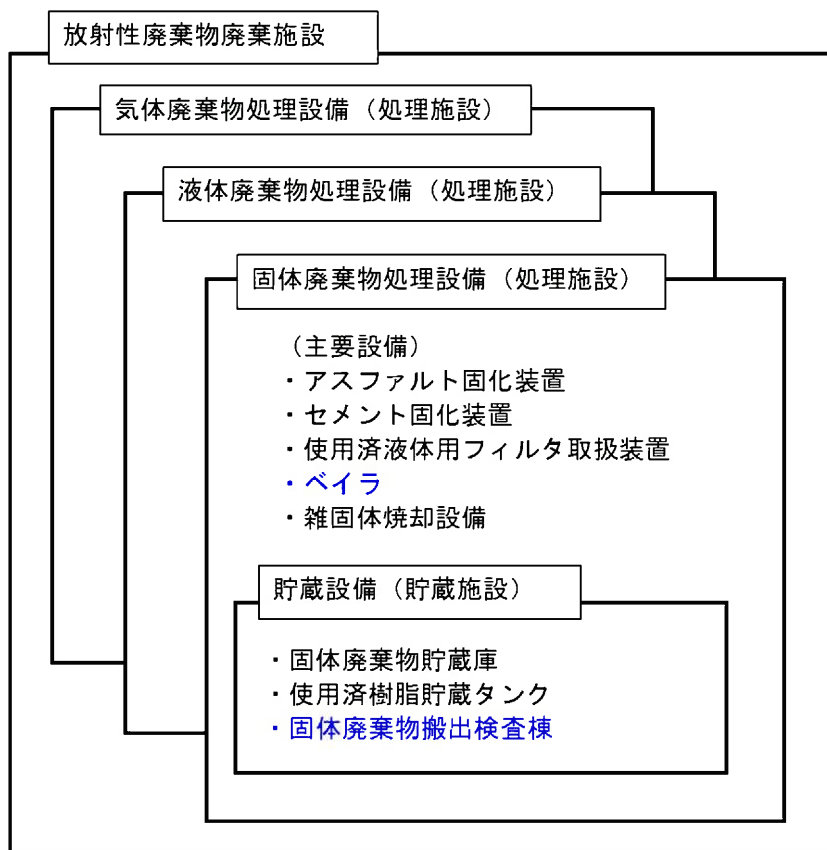 放射性廃棄物廃棄施設
気体廃棄物処理設備（処理施設）
液体廃棄物処理設備（処理施設）
固体廃棄物処理設備（処理施設）
（主要設備）
・アスファルト固化装置
・セメント固化装置
・使用済液体用フィルタ取扱装置
・ベイラ
・雑固体焼却設備
貯蔵設備（貯蔵施設）
・固体廃棄物貯蔵庫
・使用済樹脂貯蔵タンク
・固体廃棄物搬出検査棟